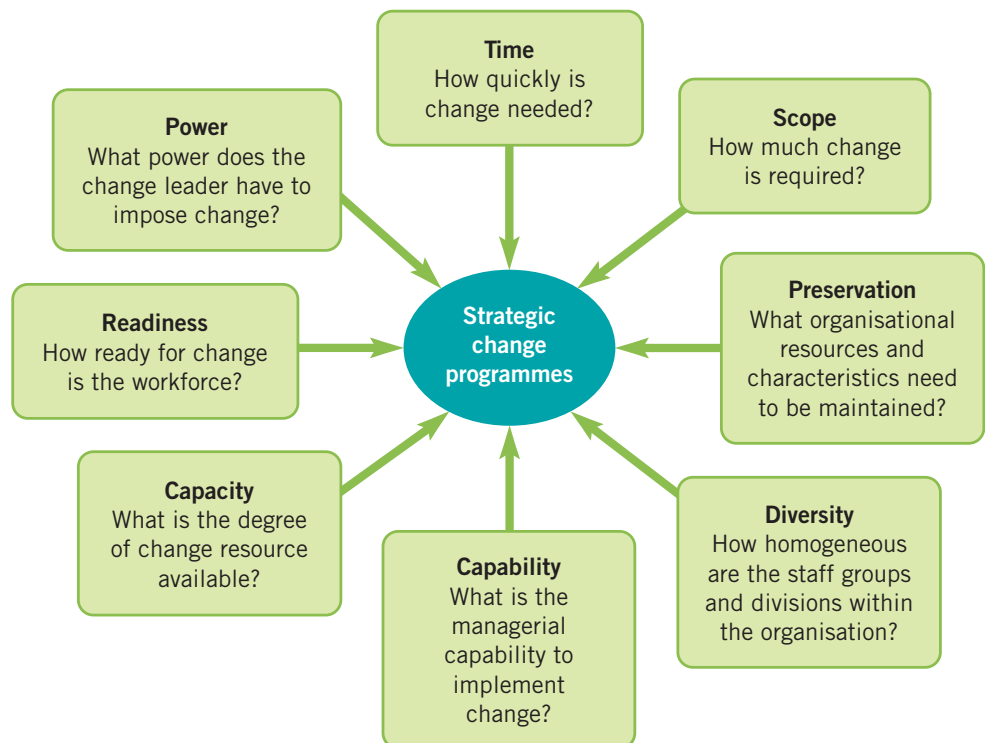 Time
How quickly is
change needed?
Scope
How much change
is required?
Preservation
What organisational
resources and
characteristics need
to be maintained?
Diversity
How homogeneous
are the staff groups
and divisions within
the organisation?
Capability
What is the
managerial
capability to
implement
change?
Capacity
What is the degree
of change resource
available?
Readiness
How ready for change
is the workforce?
Power
What power does the
change leader have to
impose change?
Strategic
change
programmes